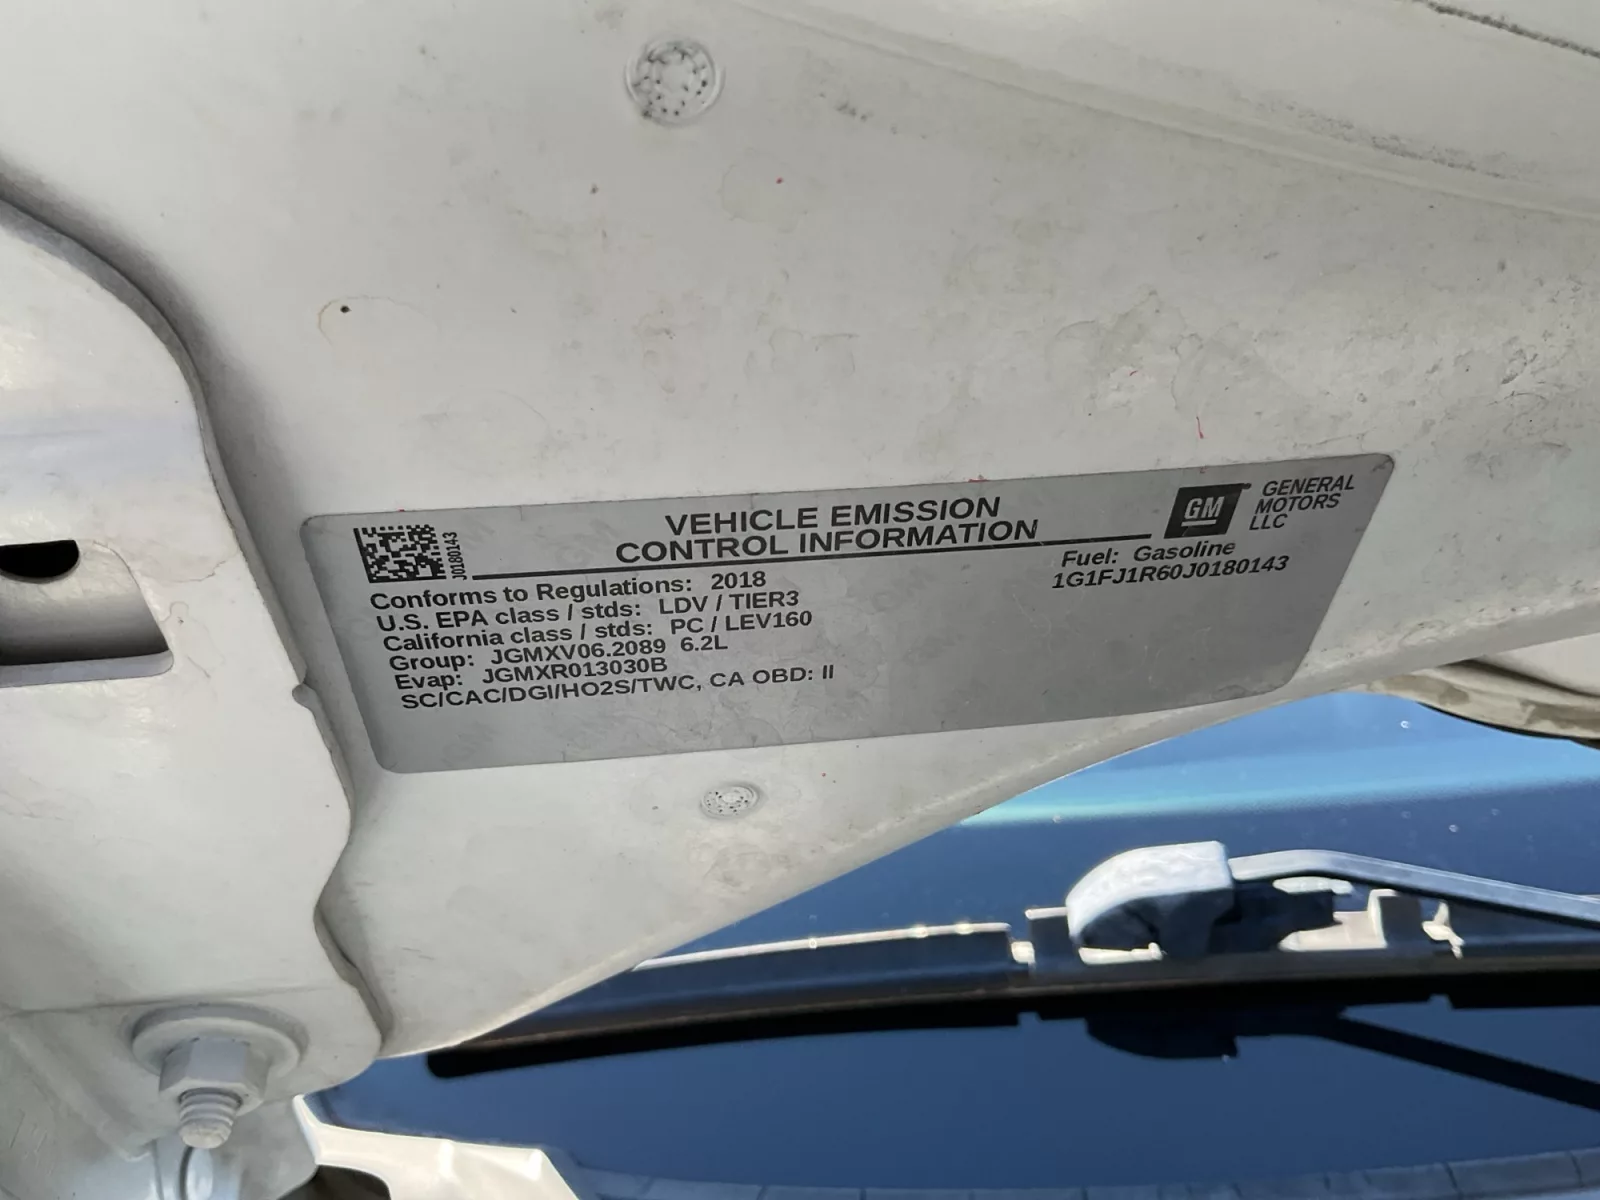 J0180143
VEHICLE EMISSION
CONTROL INFORMATION
GM
GENERAL
MOTORS
LLC
Fuel: Gasoline
1G1FJ1R60J0180143
Conforms to Regulations: 2018
U.S. EPA class / stds: LDV / TIER3
California class / stds: PC / LEV160
Group: JGMXV06.2089 6.2L
Evap: JGMXR013030B
SC/CAC/DGI/HO2S/TWC, CA OBD: II